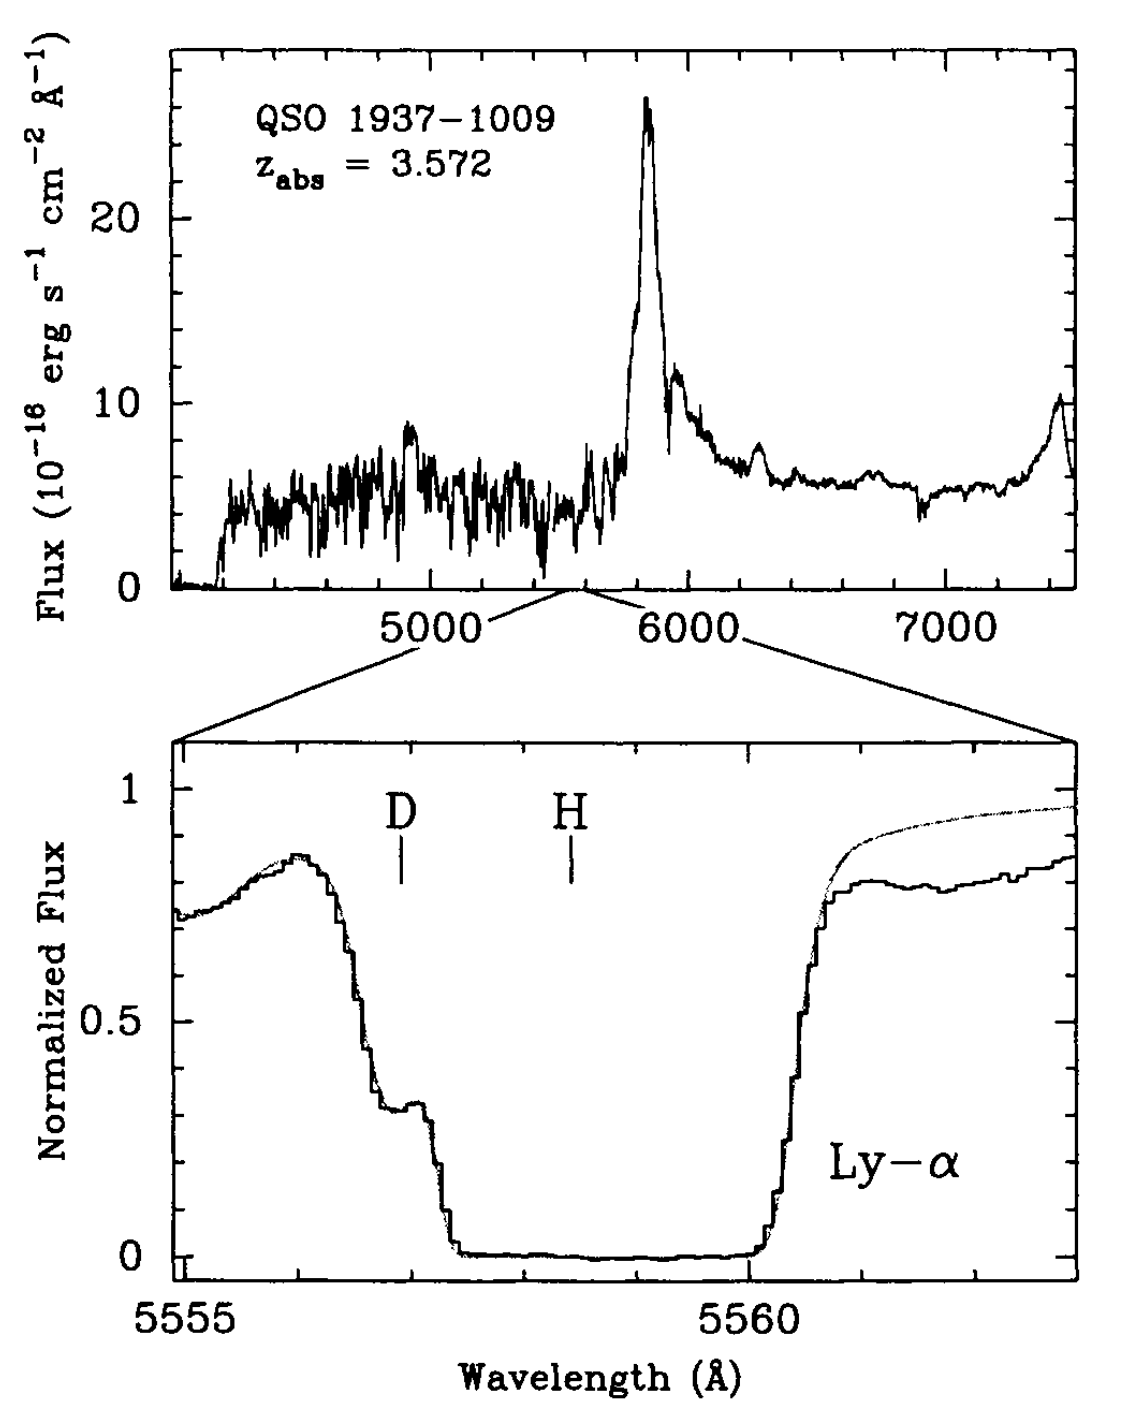 Flux (10⁻¹⁶ erg s⁻¹ cm⁻² Å⁻¹)
QSO 1937−1009
z_abs = 3.572
20
10
0
5000 6000 7000
Normalized Flux
1
0.5
0
D H
Ly−α
5555 5560
Wavelength (Å)